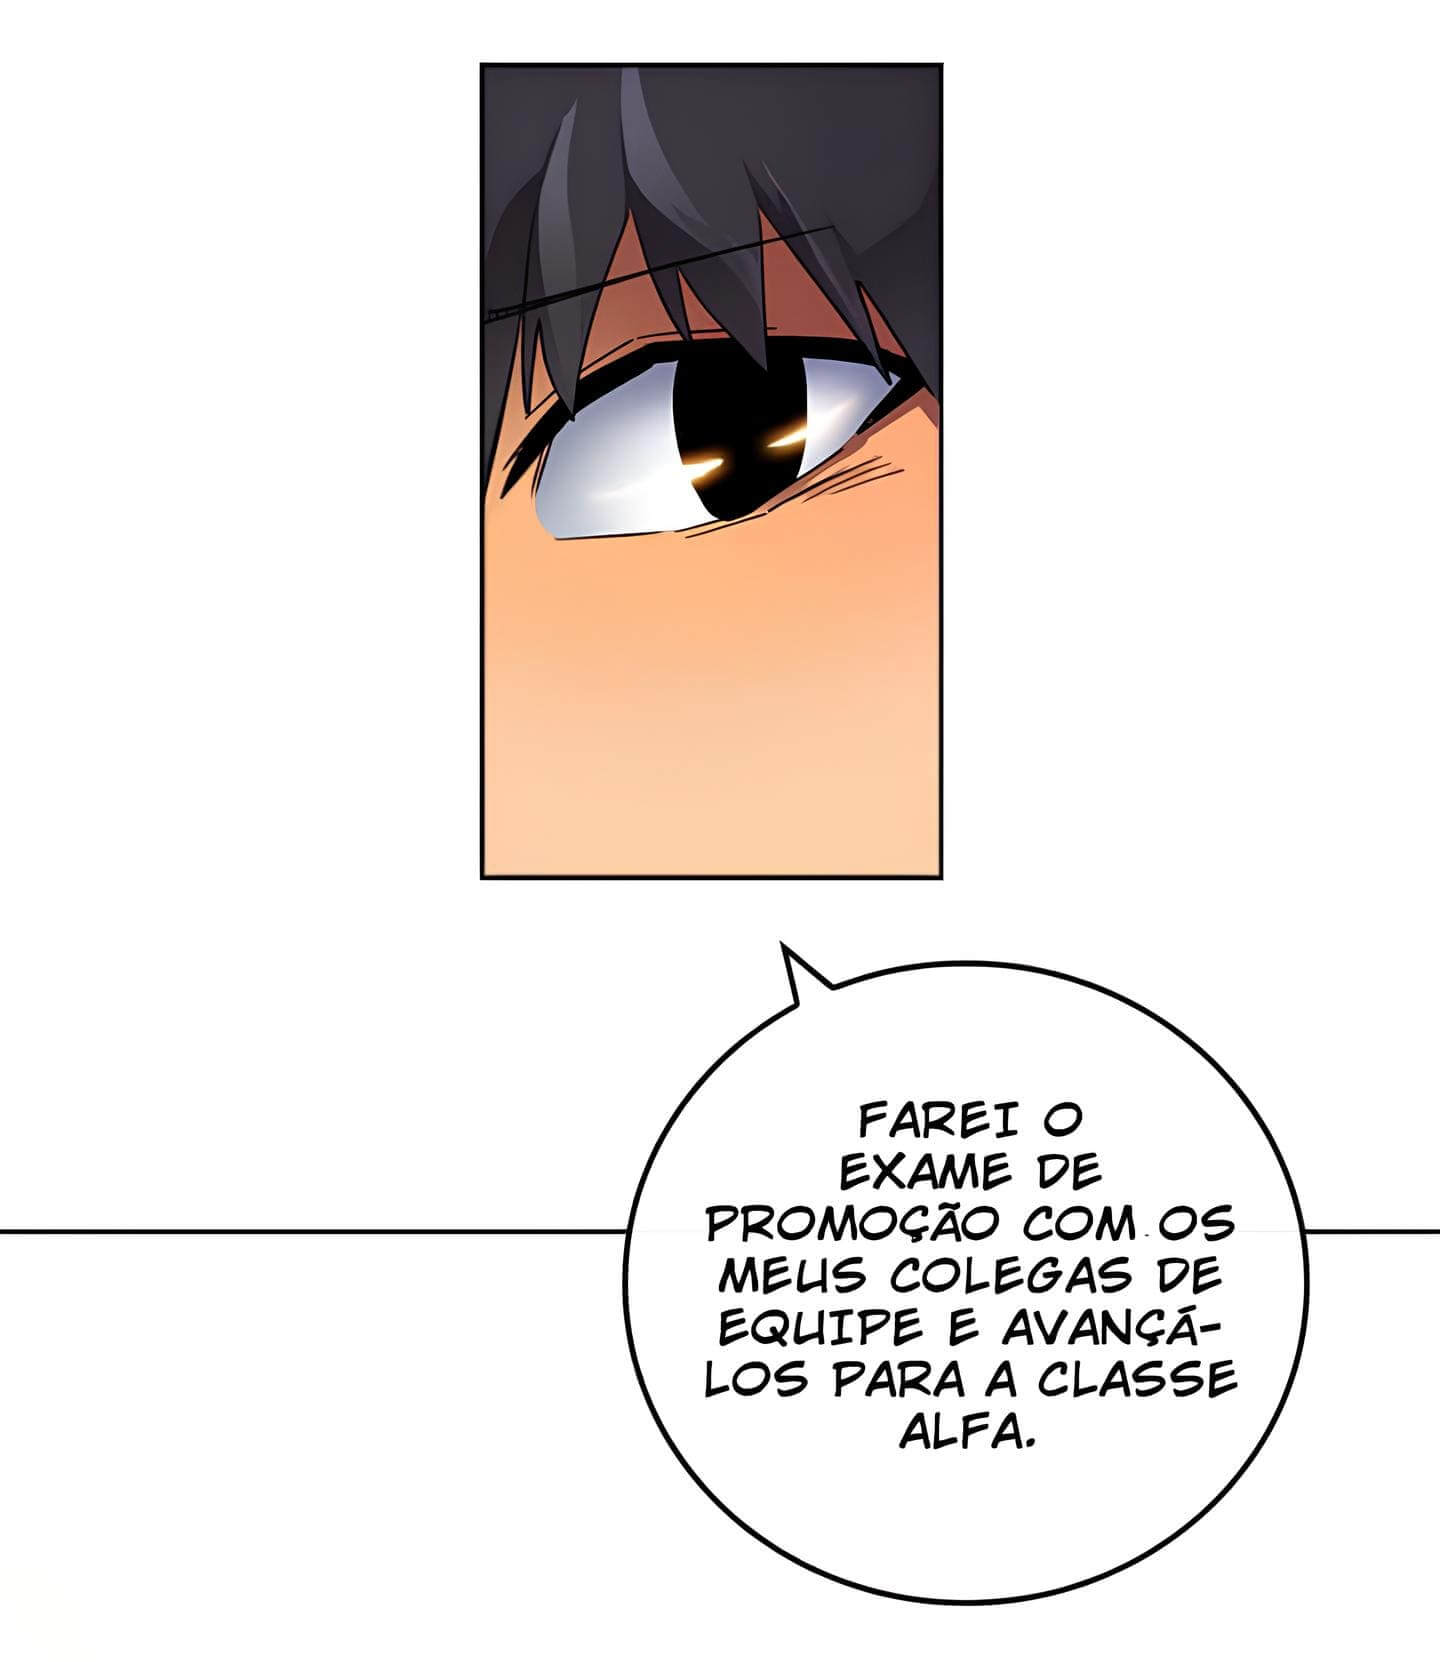 FAREI O
EXAME DE
PROMOÇÃO COM OS
MEUS COLEGAS DE
EQUIPE E AVANÇÁ-
LOS PARA A CLASSE
ALFA.